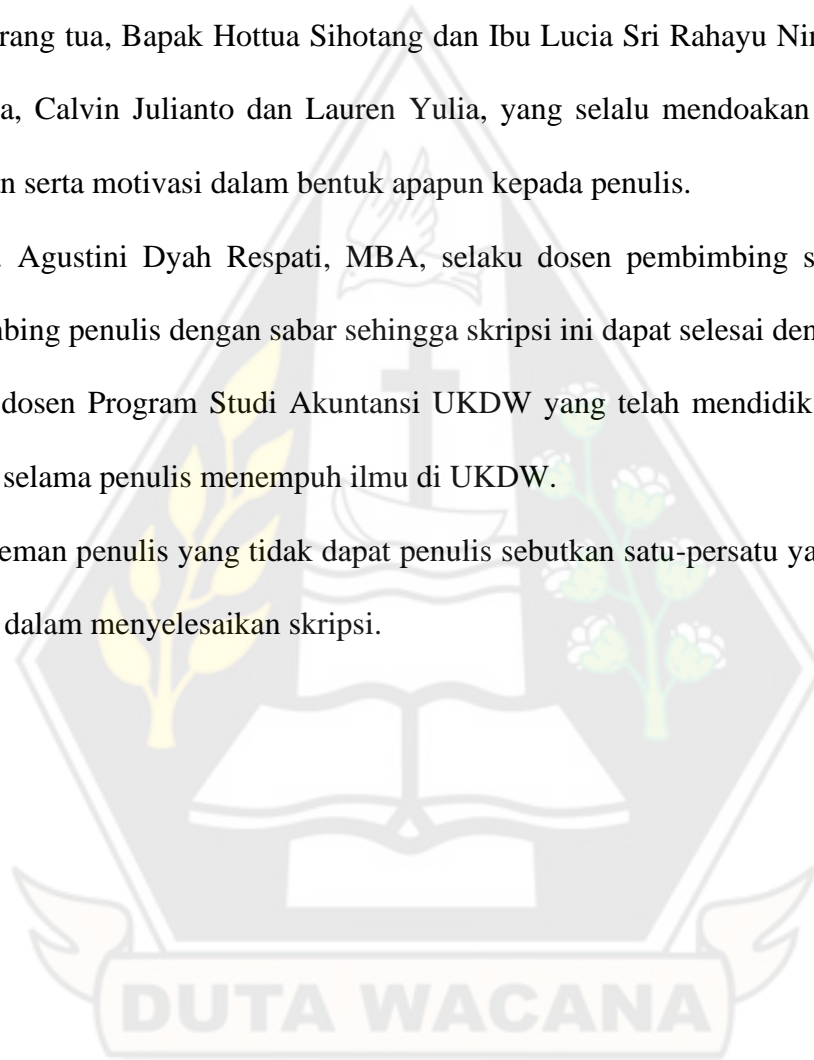 rang tua, Bapak Hottua Sihotang dan Ibu Lucia Sri Rahayu Nin
a, Calvin Julianto dan Lauren Yulia, yang selalu mendoakan
n serta motivasi dalam bentuk apapun kepada penulis.
. Agustini Dyah Respati, MBA, selaku dosen pembimbing s
bing penulis dengan sabar sehingga skripsi ini dapat selesai den
dosen Program Studi Akuntansi UKDW yang telah mendidik
selama penulis menempuh ilmu di UKDW.
eman penulis yang tidak dapat penulis sebutkan satu-persatu ya
dalam menyelesaikan skripsi.
DUTA WACANA